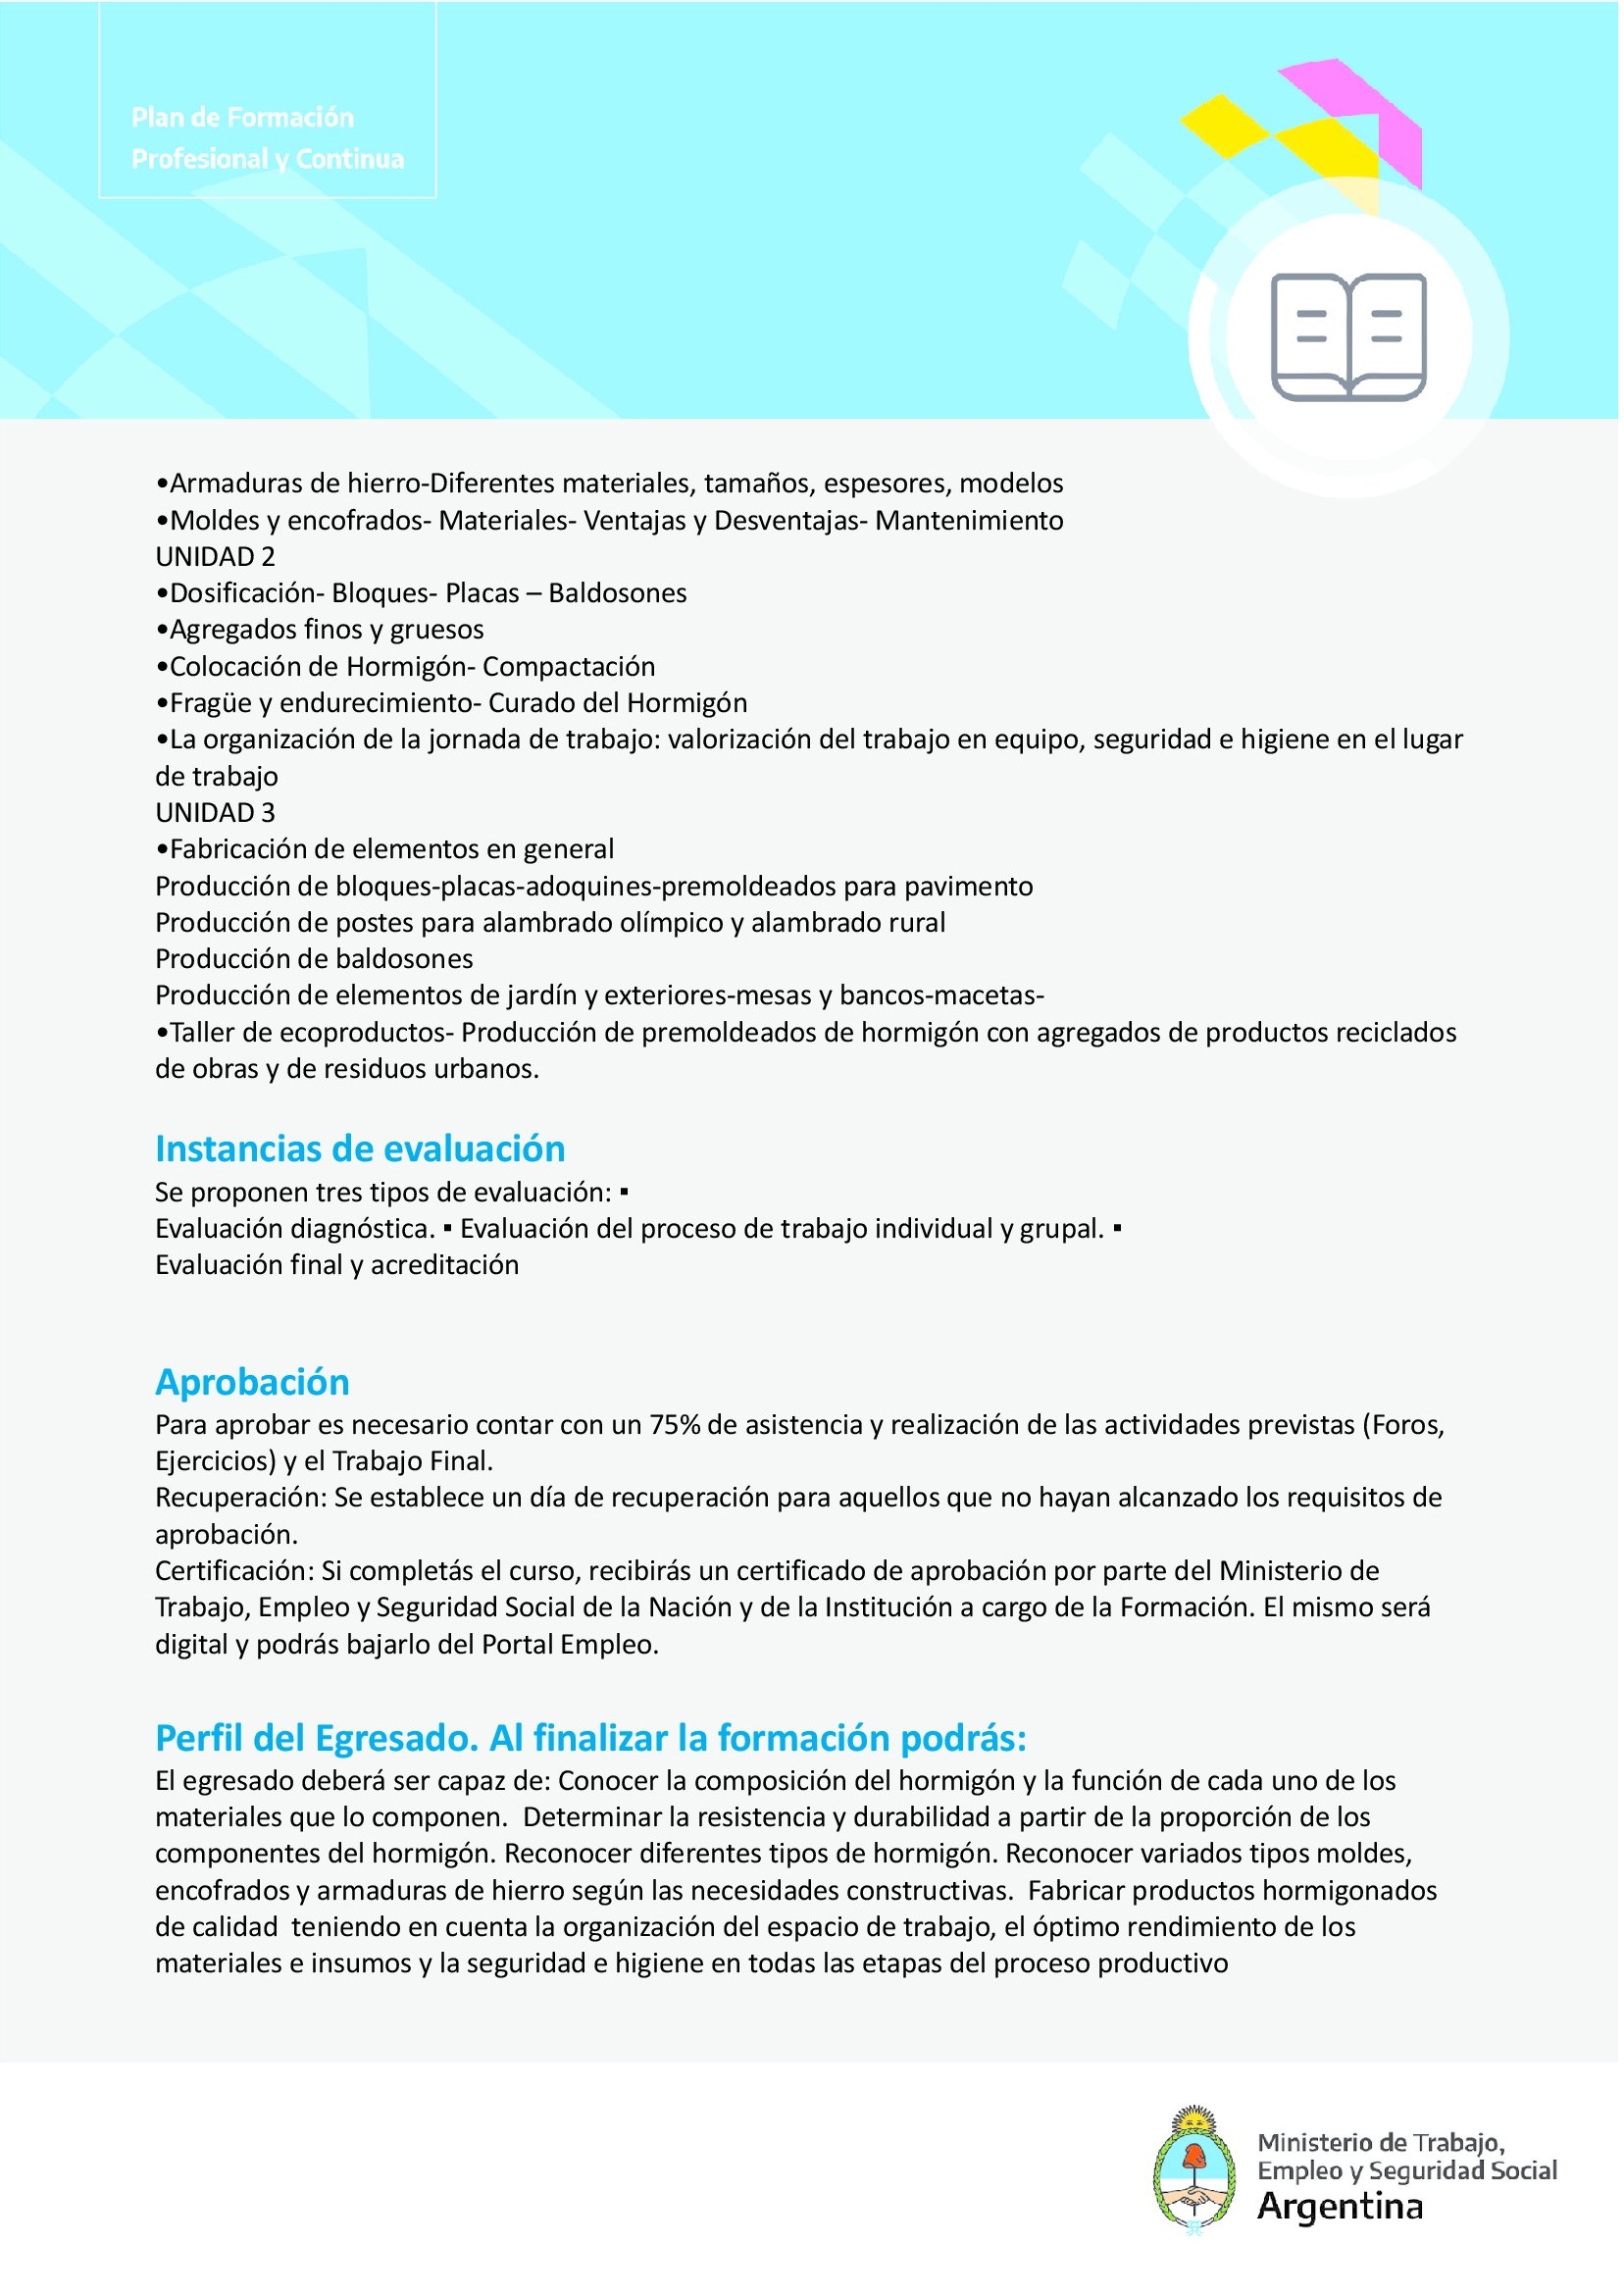 Plan de Formación
Profesional y Continua
•Armaduras de hierro-Diferentes materiales, tamaños, espesores, modelos
•Moldes y encofrados- Materiales- Ventajas y Desventajas- Mantenimiento
UNIDAD 2
•Dosificación- Bloques- Placas – Baldosones
•Agregados finos y gruesos
•Colocación de Hormigón- Compactación
•Fragüe y endurecimiento- Curado del Hormigón
•La organización de la jornada de trabajo: valorización del trabajo en equipo, seguridad e higiene en el lugar
de trabajo
UNIDAD 3
•Fabricación de elementos en general
Producción de bloques-placas-adoquines-premoldeados para pavimento
Producción de postes para alambrado olímpico y alambrado rural
Producción de baldosones
Producción de elementos de jardín y exteriores-mesas y bancos-macetas-
•Taller de ecoproductos- Producción de premoldeados de hormigón con agregados de productos reciclados
de obras y de residuos urbanos.
Instancias de evaluación
Se proponen tres tipos de evaluación: ▪
Evaluación diagnóstica. ▪ Evaluación del proceso de trabajo individual y grupal. ▪
Evaluación final y acreditación
Aprobación
Para aprobar es necesario contar con un 75% de asistencia y realización de las actividades previstas (Foros,
Ejercicios) y el Trabajo Final.
Recuperación: Se establece un día de recuperación para aquellos que no hayan alcanzado los requisitos de
aprobación.
Certificación: Si completás el curso, recibirás un certificado de aprobación por parte del Ministerio de
Trabajo, Empleo y Seguridad Social de la Nación y de la Institución a cargo de la Formación. El mismo será
digital y podrás bajarlo del Portal Empleo.
Perfil del Egresado. Al finalizar la formación podrás:
El egresado deberá ser capaz de: Conocer la composición del hormigón y la función de cada uno de los
materiales que lo componen.  Determinar la resistencia y durabilidad a partir de la proporción de los
componentes del hormigón. Reconocer diferentes tipos de hormigón. Reconocer variados tipos moldes,
encofrados y armaduras de hierro según las necesidades constructivas.  Fabricar productos hormigonados
de calidad  teniendo en cuenta la organización del espacio de trabajo, el óptimo rendimiento de los
materiales e insumos y la seguridad e higiene en todas las etapas del proceso productivo
Ministerio de Trabajo,
Empleo y Seguridad Social
Argentina